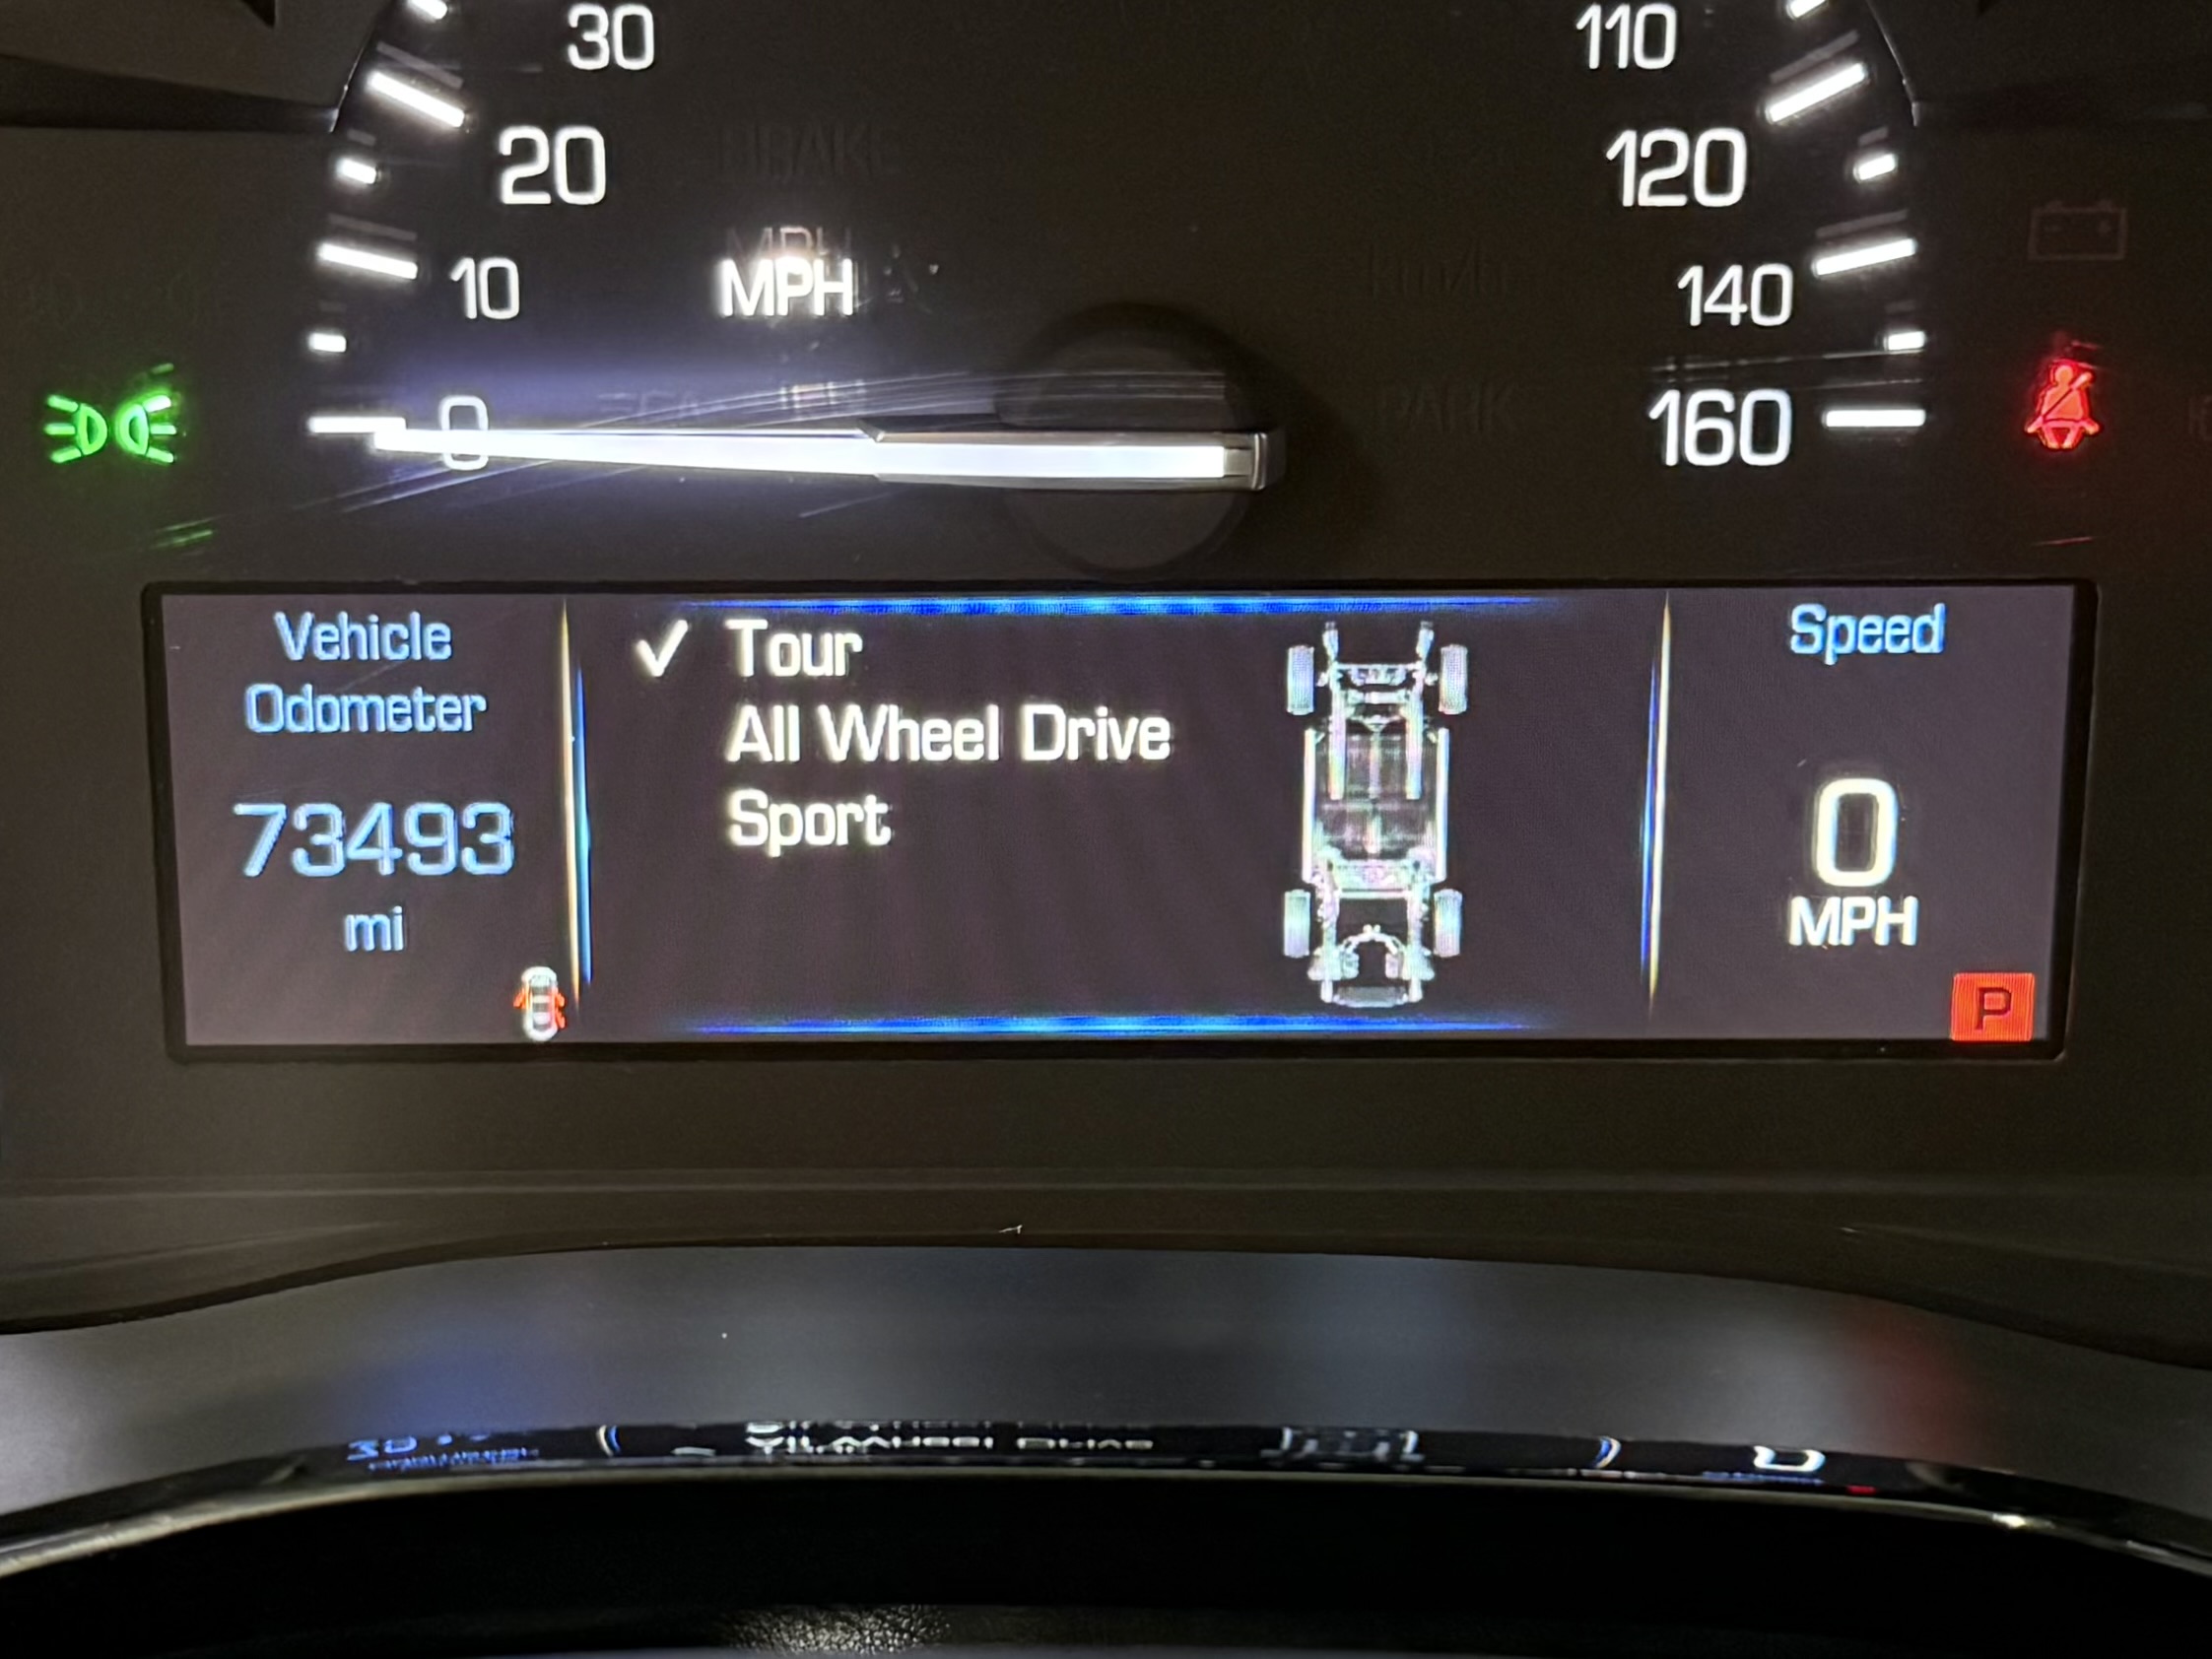 30
110
20
120
MPH
10
140
0
160
Vehicle
Odometer
73493
mi
Tour
All Wheel Drive
Sport
Speed
0
MPH
P